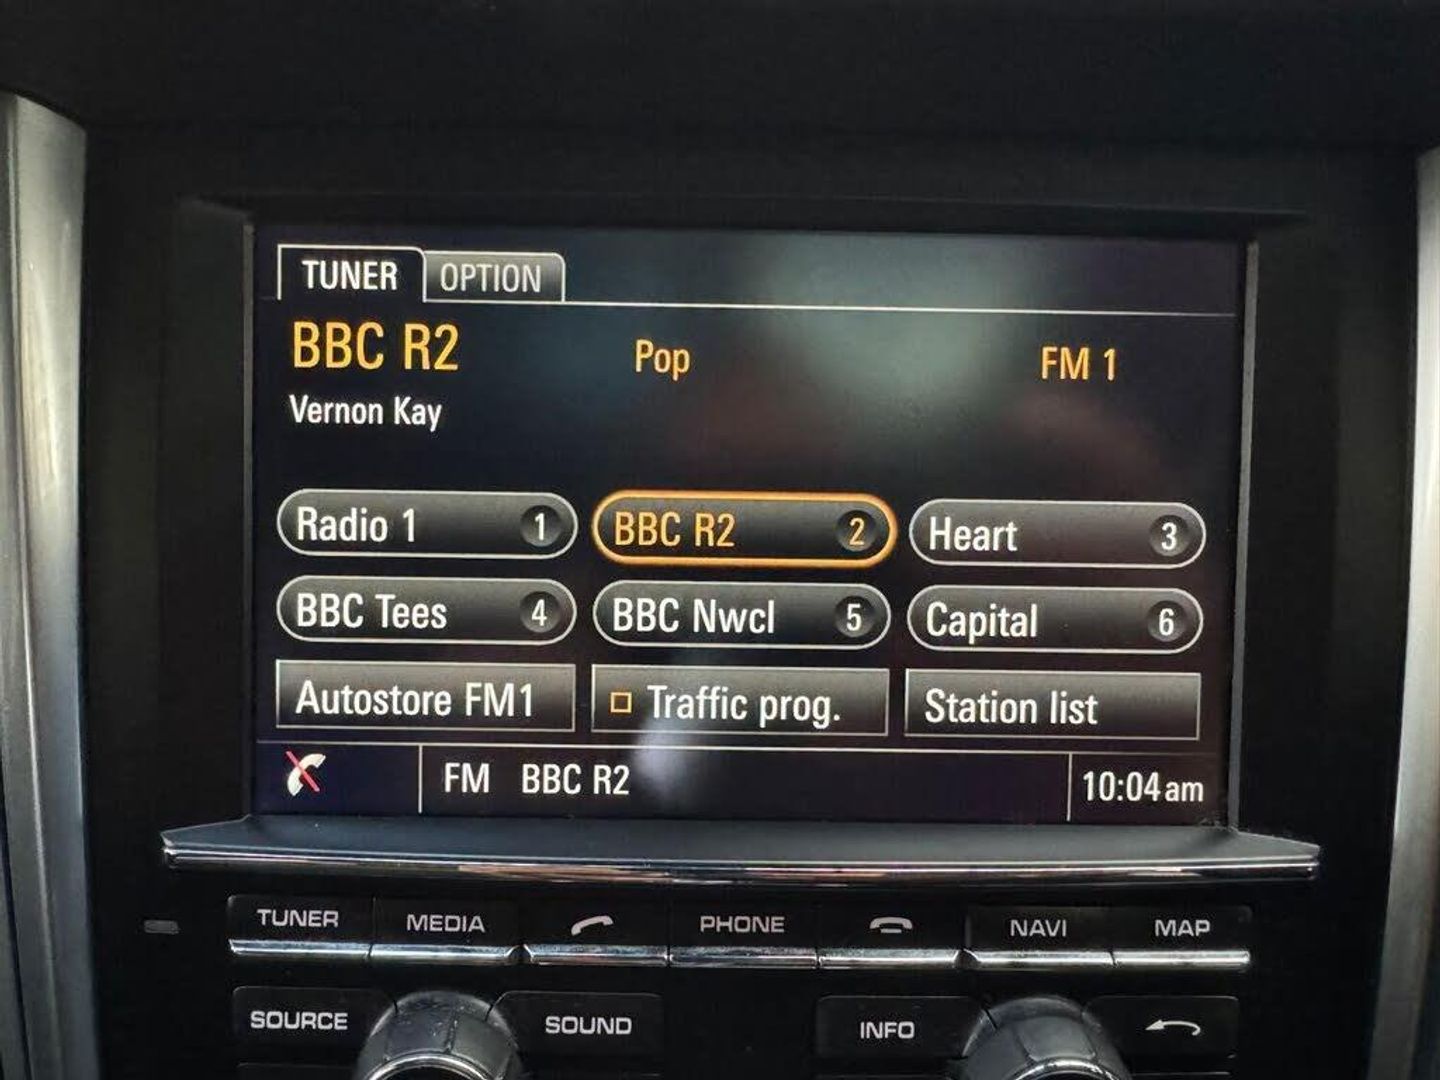 TUNER OPTION
BBC R2 Pop FM 1
Vernon Kay
Radio 1 1 BBC R2 2 Heart 3
BBC Tees 4 BBC Nwcl 5 Capital 6
Autostore FM1 Traffic prog. Station list
FM BBC R2 10:04am
TUNER MEDIA PHONE NAVI MAP
SOURCE SOUND INFO